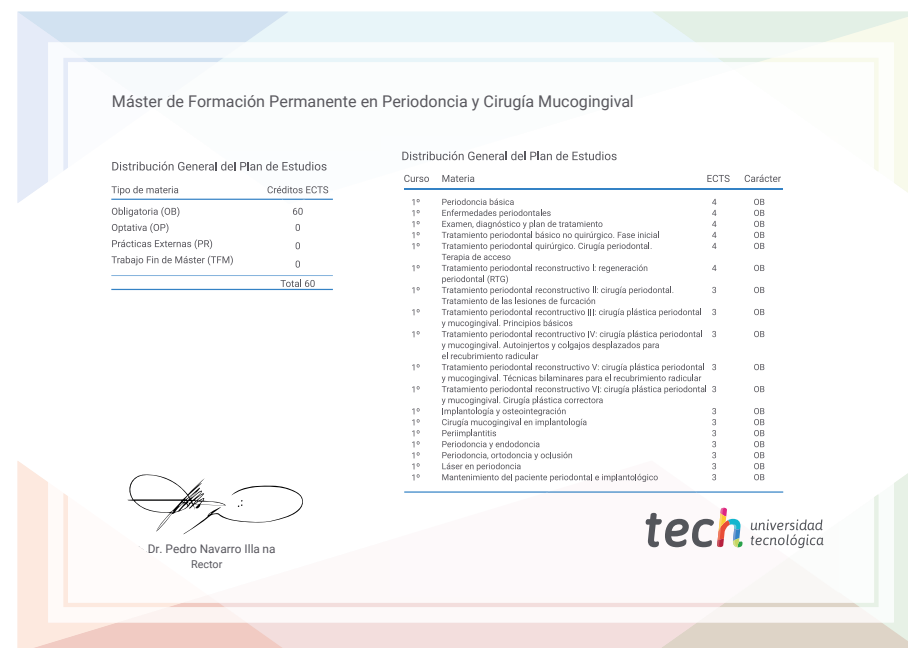 Máster de Formación Permanente en Periodoncia y Cirugía Mucogingival
Distribución General del Plan de Estudios
Tipo de materia Créditos ECTS
Obligatoria (OB) 60
Optativa (OP) 0
Prácticas Externas (PR) 0
Trabajo Fin de Máster (TFM) 0
Total 60
Distribución General del Plan de Estudios
Curso Materia ECTS Carácter
1º Periodoncia básica 4 OB
1º Enfermedades periodontales 4 OB
1º Examen, diagnóstico y plan de tratamiento 4 OB
1º Tratamiento periodontal básico no quirúrgico. Fase inicial 4 OB
1º Tratamiento periodontal quirúrgico. Cirugía periodontal. 4 OB
Terapia de acceso
1º Tratamiento periodontal reconstructivo I: regeneración 4 OB
periodontal (RTG)
1º Tratamiento periodontal reconstructivo II: cirugía periodontal. 3 OB
Tratamiento de las lesiones de furcación
1º Tratamiento periodontal recontructivo III: cirugía plástica periodontal 3 OB
y mucogingival. Principios básicos
1º Tratamiento periodontal reconstructivo IV: cirugía plástica periodontal 3 OB
y mucogingival. Autoinjertos y colgajos desplazados para
el recubrimiento radicular
1º Tratamiento periodontal reconstructivo V: cirugía plástica periodontal 3 OB
y mucogingival. Técnicas bilaminares para el recubrimiento radicular
1º Tratamiento periodontal reconstructivo VI: cirugía plástica periodontal 3 OB
y mucogingival. Cirugía plástica correctora
1º Implantología y osteointegración 3 OB
1º Cirugía mucogingival en implantología 3 OB
1º Periimplantitis 3 OB
1º Periodoncia y endodoncia 3 OB
1º Periodoncia, ortodoncia y oclusión 3 OB
1º Láser en periodoncia 3 OB
1º Mantenimiento del paciente periodontal e implantológico 3 OB
Dr. Pedro Navarro Illa na
Rector
tech universidad
tecnológica